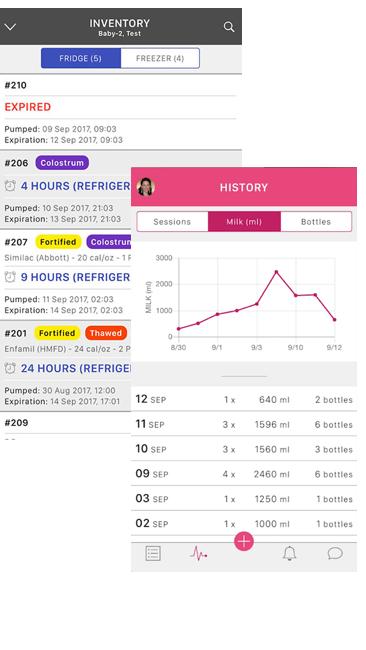 INVENTORY
Baby-2, Test
FRIDGE (5) FREEZER (4)
#210
EXPIRED
Pumped: 09 Sep 2017, 09:03
Expiration: 12 Sep 2017, 09:03
#206 Colostrum
4 HOURS (REFRIGER
Pumped: 10 Sep 2017, 21:03
Expiration: 13 Sep 2017, 21:03
#207 Fortified Colostrum
Similac (Abbott) - 20 cal/oz - 1 P
9 HOURS (REFRIGER
Pumped: 11 Sep 2017, 02:03
Expiration: 14 Sep 2017, 02:03
#201 Fortified Thawed
Enfamil (HMFD) - 24 cal/oz - 2 P
24 HOURS (REFRIGE
Pumped: 30 Aug 2017, 12:00
Expiration: 14 Sep 2017, 17:01
#209
HISTORY
Sessions Milk (ml) Bottles
MILK (ml)
3000
2000
1000
0
8/30 9/1 9/3 9/10 9/12
12 SEP 1 x 640 ml 2 bottles
11 SEP 3 x 1596 ml 6 bottles
10 SEP 3 x 1560 ml 3 bottles
09 SEP 4 x 2460 ml 6 bottles
03 SEP 1 x 1250 ml 1 bottles
02 SEP 1 x 1000 ml 1 bottles